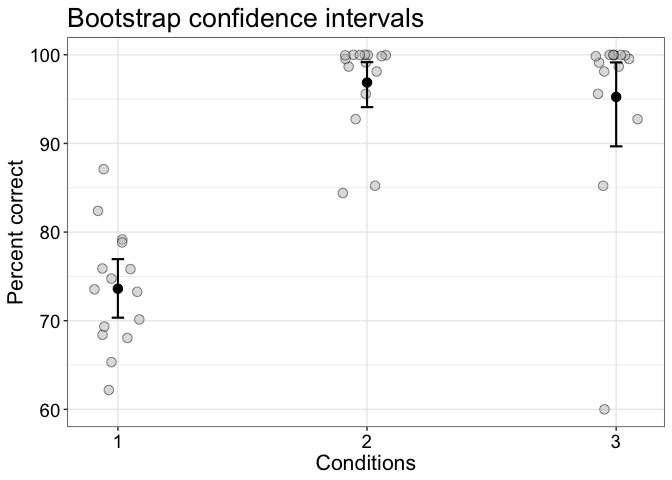 Bootstrap confidence intervals
Percent correct
100
90
80
70
60
1 2 3
Conditions